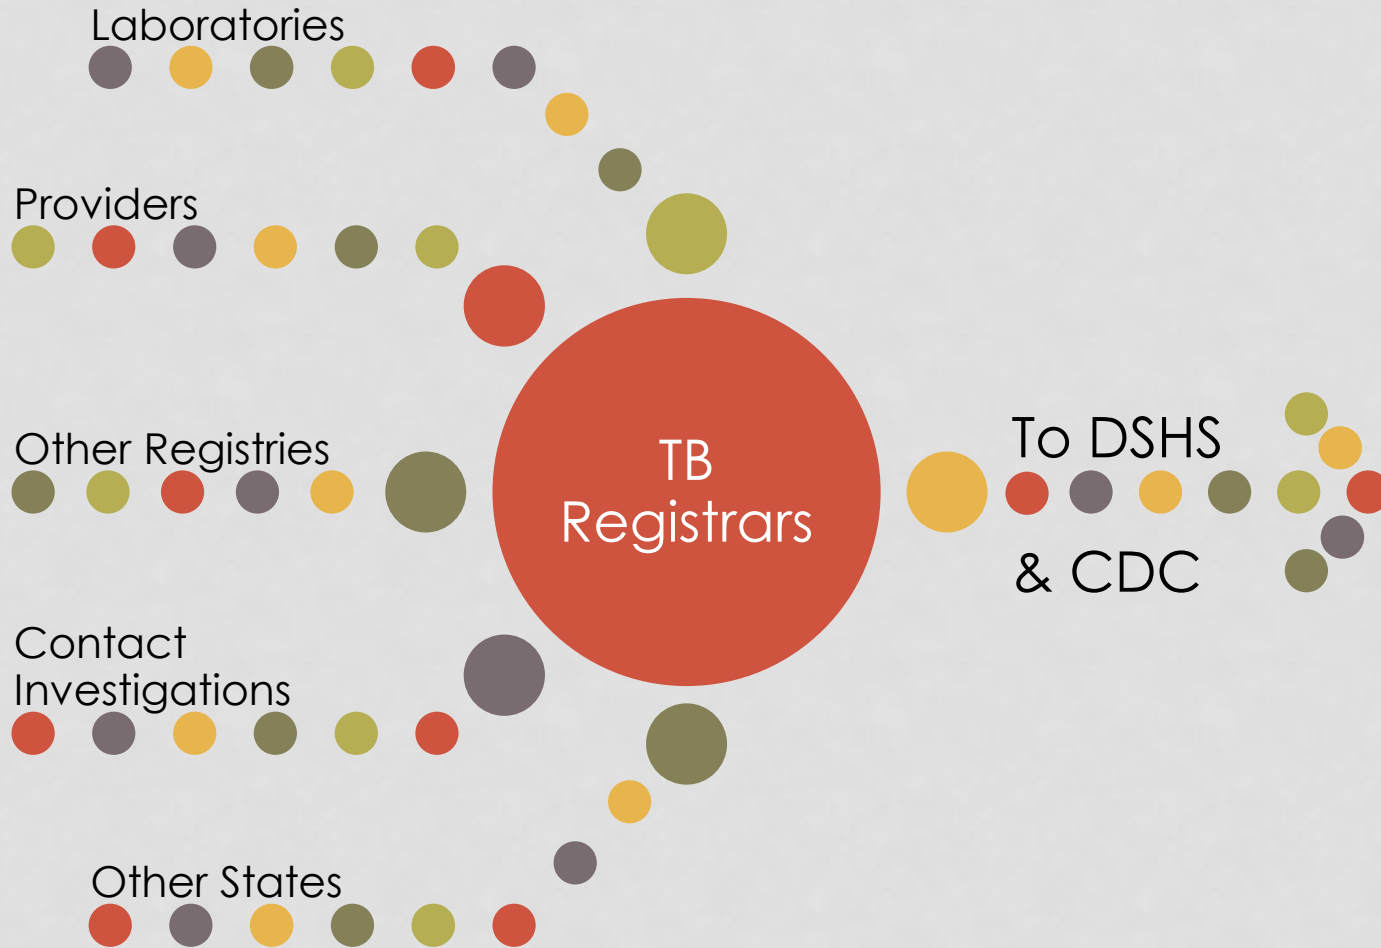 Laboratories
Providers
Other Registries
Contact
Investigations
Other States
TB
Registrars
To DSHS
& CDC